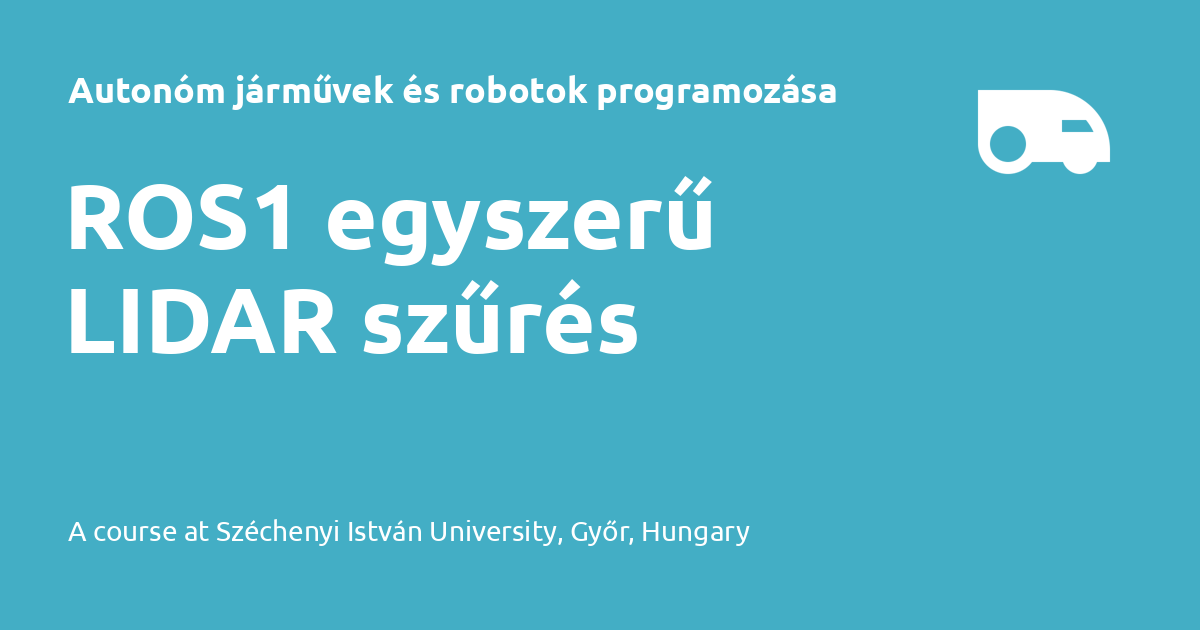 Autonóm járművek és robotok programozása
ROS1 egyszerű
LIDAR szűrés
A course at Széchenyi István University, Győr, Hungary